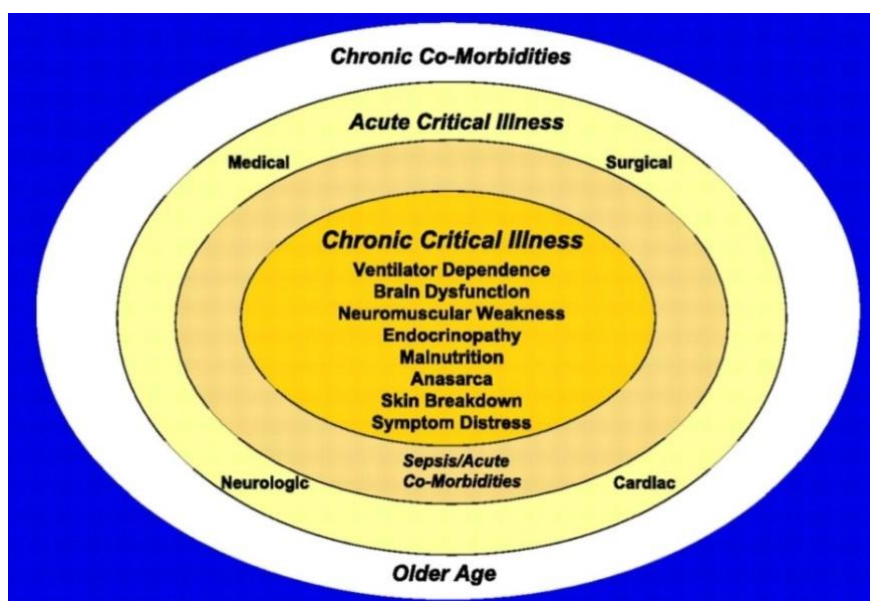 Chronic Co-Morbidities
Acute Critical Illness
Medical
Surgical
Chronic Critical Illness
Ventilator Dependence
Brain Dysfunction
Neuromuscular Weakness
Endocrinopathy
Malnutrition
Anasarca
Skin Breakdown
Symptom Distress
Sepsis/Acute
Co-Morbidities
Neurologic
Cardiac
Older Age